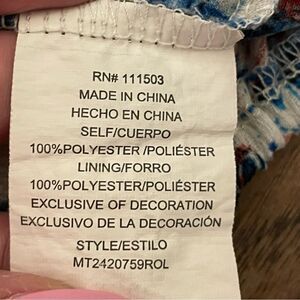 RN# 111503
MADE IN CHINA
HECHO EN CHINA
SELF/CUERPO
100%POLYESTER /POLIÉSTER
LINING/FORRO
100%POLYESTER/POLIÉSTER
EXCLUSIVE OF DECORATION
EXCLUSIVO DE LA DECORACIÓN
STYLE/ESTILO
MT2420759ROL